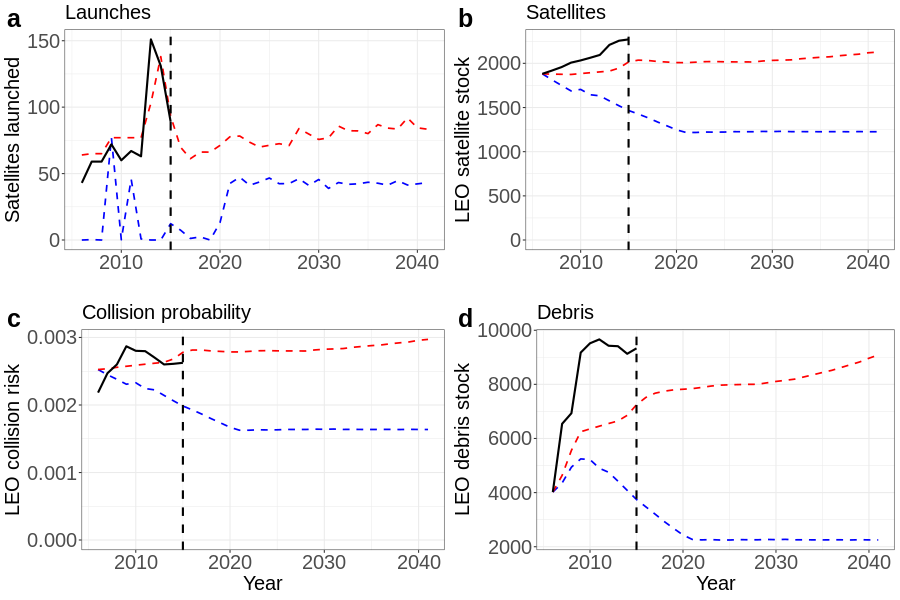 a Launches
Satellites launched
150
100
50
0
2010 2020 2030 2040
b Satellites
LEO satellite stock
2000
1500
1000
500
0
2010 2020 2030 2040
c Collision probability
LEO collision risk
0.003
0.002
0.001
0.000
2010 2020 2030 2040
Year
d Debris
LEO debris stock
10000
8000
6000
4000
2000
2010 2020 2030 2040
Year